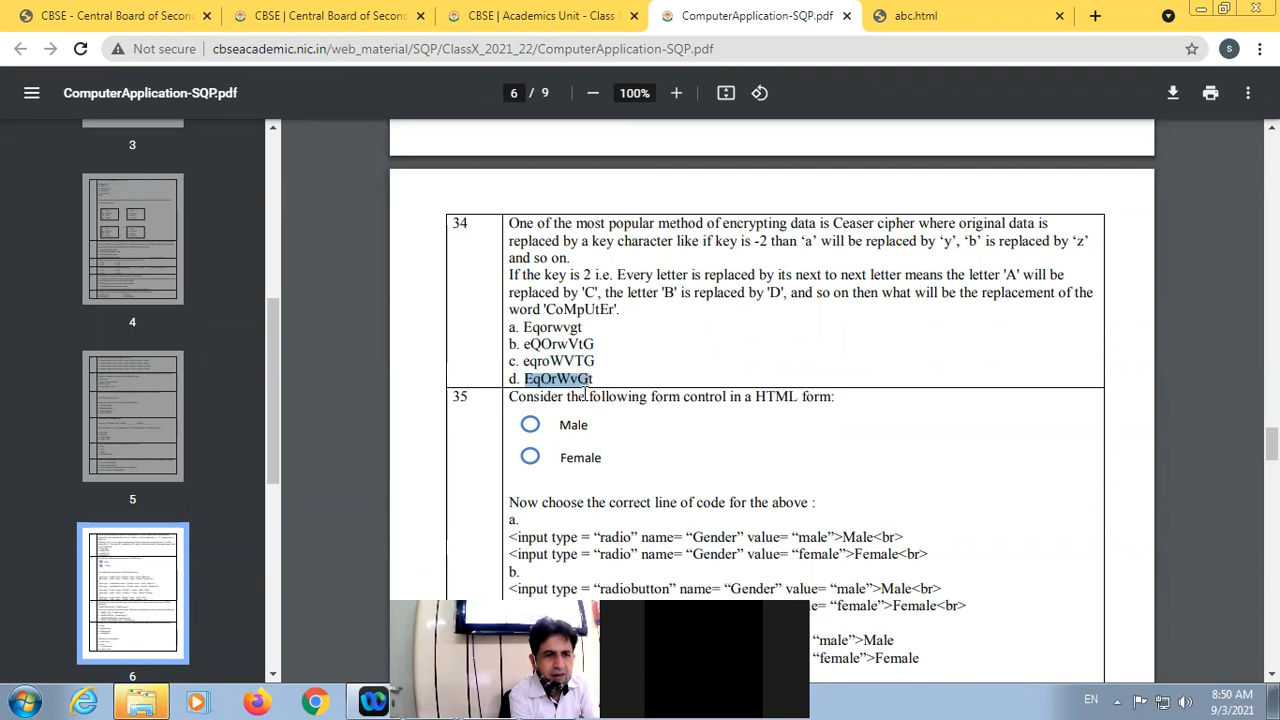 CBSE - Central Board of Secon
CBSE | Central Board of Secon
CBSE | Academics Unit - Class
ComputerApplication-SQP.pdf
abc.html
Not secure
cbseacademic.nic.in/web_material/SQP/ClassX_2021_22/ComputerApplication-SQP.pdf
S
ComputerApplication-SQP.pdf
6 / 9
100%
3
4
5
6
34
One of the most popular method of encrypting data is Ceaser cipher where original data is
replaced by a key character like if key is -2 than ‘a’ will be replaced by ‘y’, ‘b’ is replaced by ‘z’
and so on.
If the key is 2 i.e. Every letter is replaced by its next to next letter means the letter 'A' will be
replaced by 'C', the letter 'B' is replaced by 'D', and so on then what will be the replacement of the
word 'CoMpUtEr'.
a. Eqorwvgt
b. eQOrwVtG
c. eqroWVTG
d. EqOrWvGt
35
Consider the following form control in a HTML form:
Male
Female
Now choose the correct line of code for the above :
a.
<input type = “radio” name= “Gender” value= “male”>Male<br>
<input type = “radio” name= “Gender” value= “female”>Female<br>
b.
<input type = “radiobutton” name= “Gender” value= “male”>Male<br>
e= “female”>Female<br>
“male”>Male
“female”>Female
EN
8:50 AM
9/3/2021